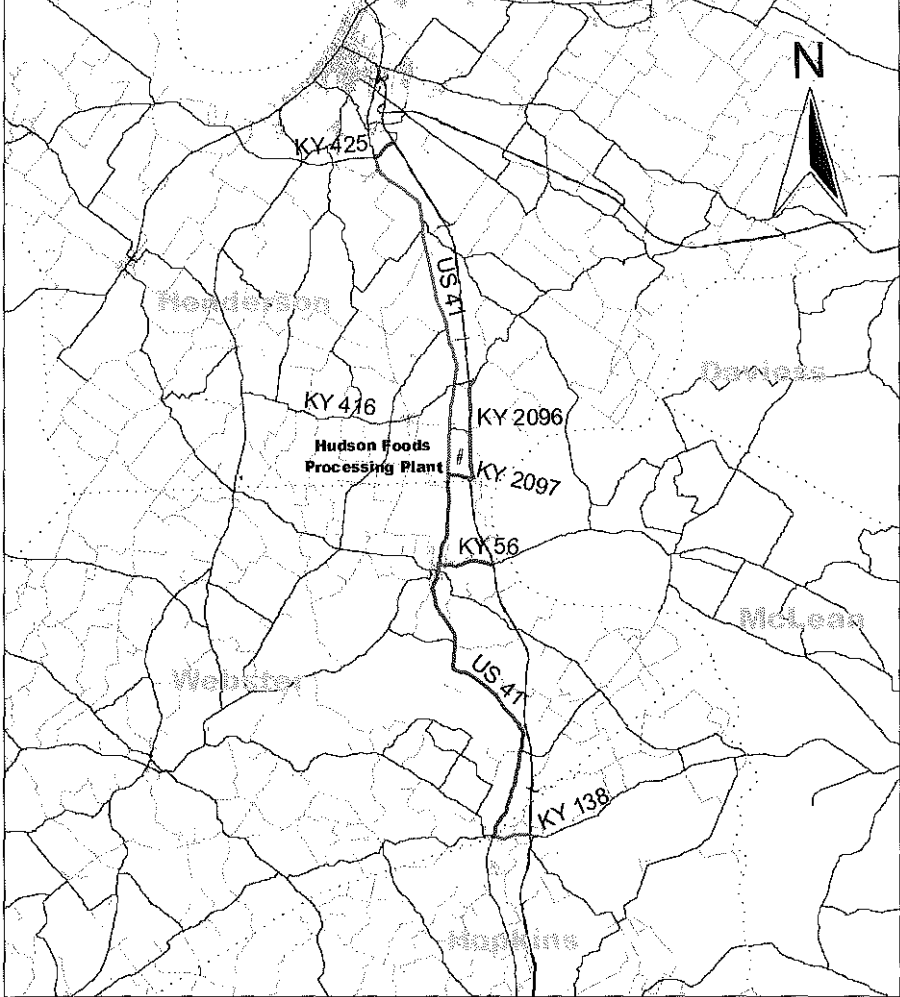 N
KY 425
US 41
Henderson
Daviess
KY 416
KY 2096
Hudson Foods
Processing Plant
KY 2097
KY 56
McLean
Webster
US 41
KY 138
Hopkins